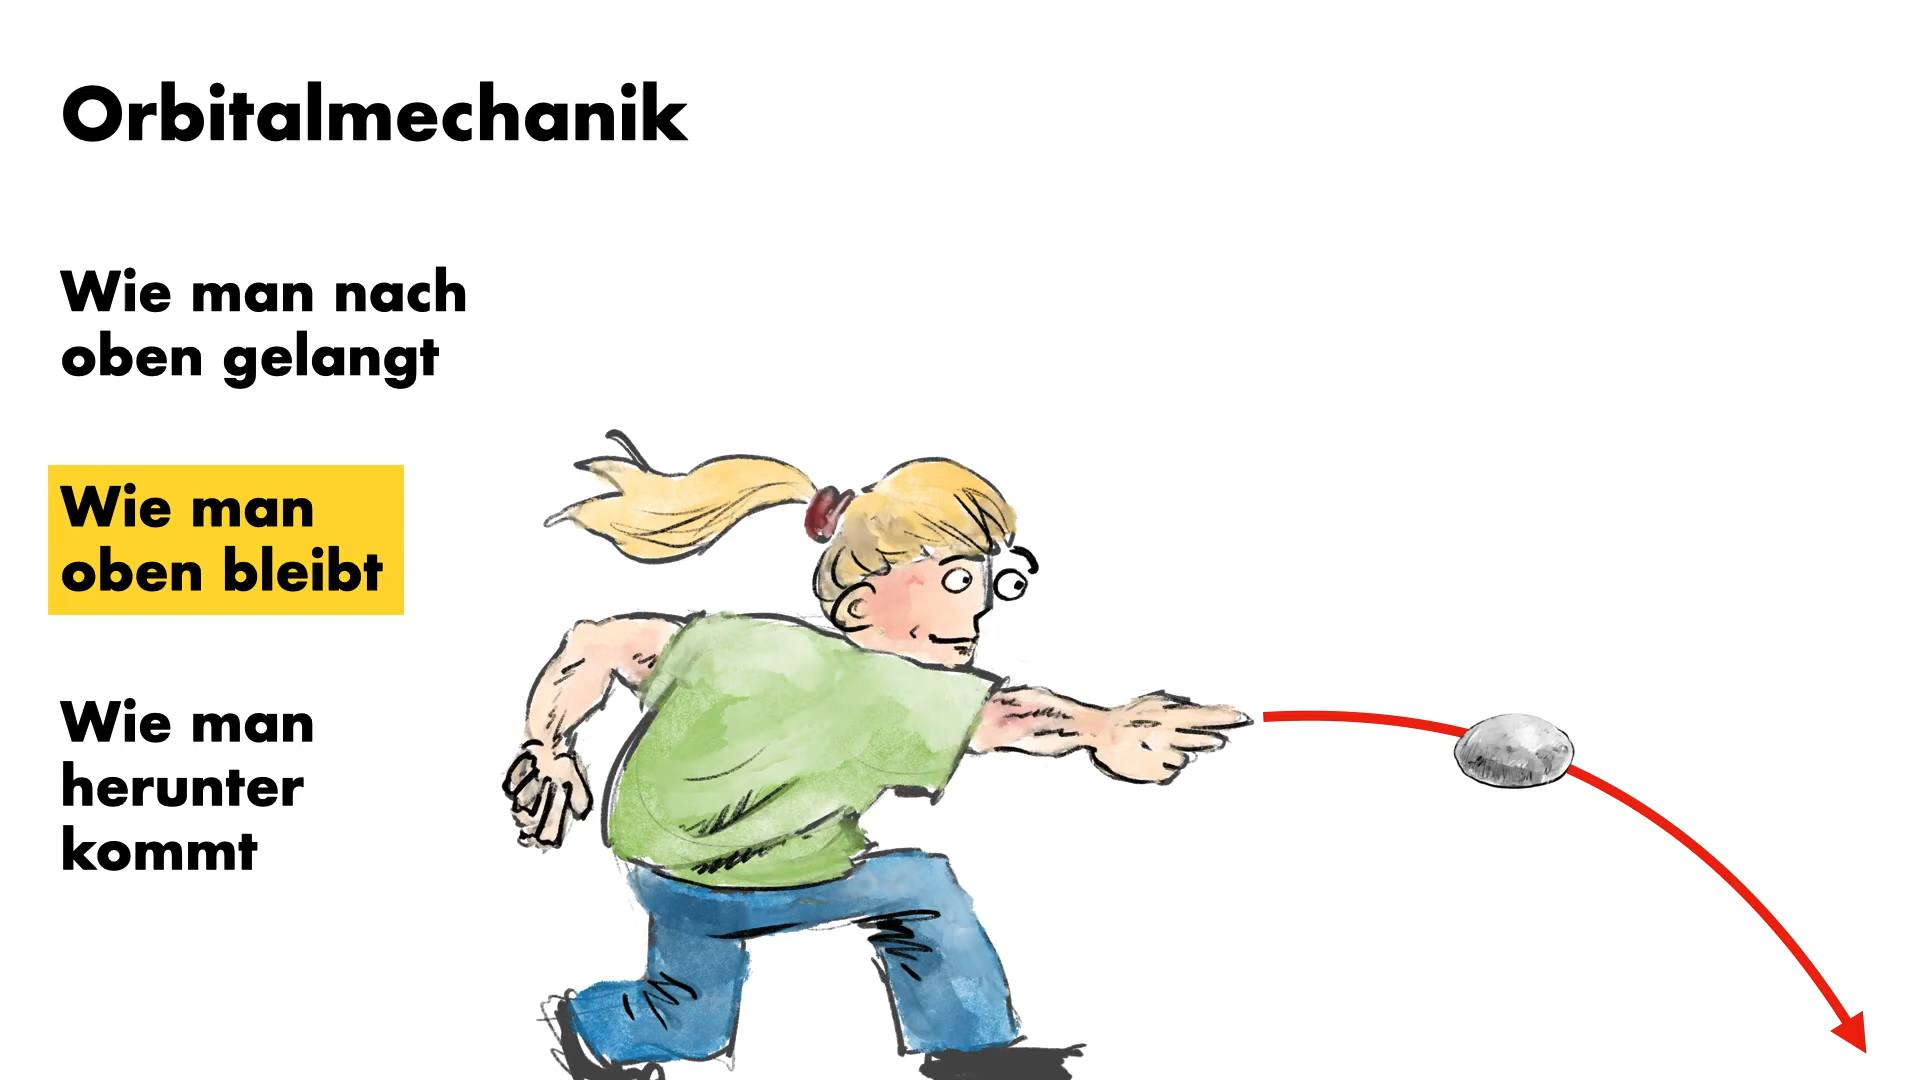 Orbitalmechanik
Wie man nach
oben gelangt
Wie man
oben bleibt
Wie man
herunter
kommt